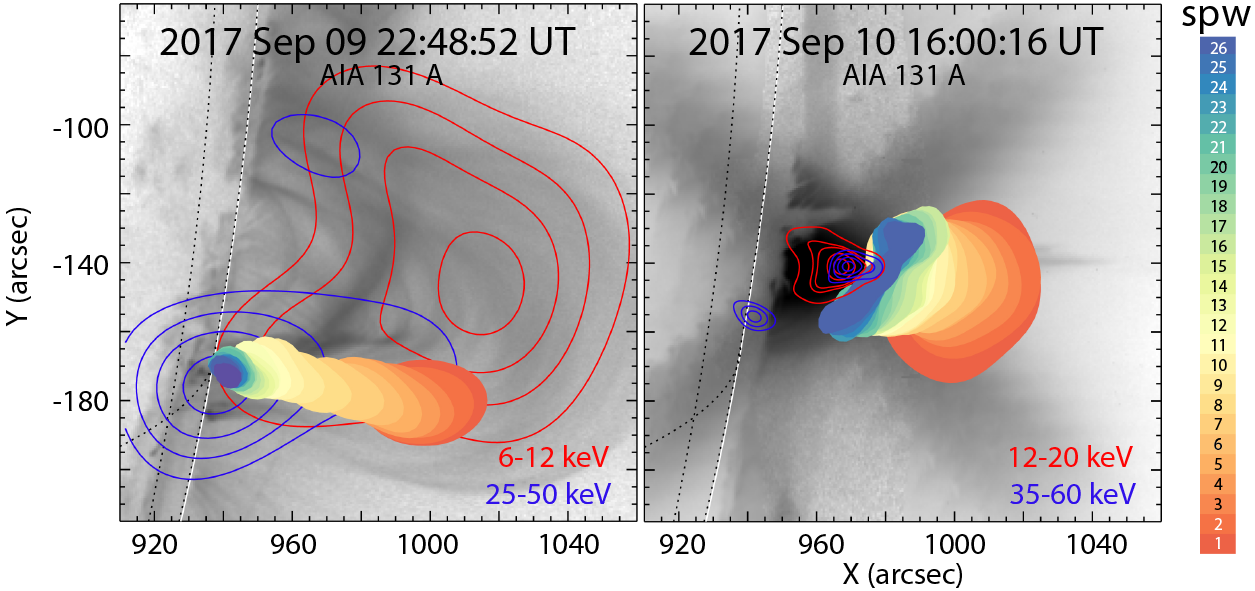 2017 Sep 09 22:48:52 UT
AIA 131 A
6-12 keV
25-50 keV
2017 Sep 10 16:00:16 UT
AIA 131 A
12-20 keV
35-60 keV
Y (arcsec)
-100
-140
-180
920 960 1000 1040
920 960 1000 1040
X (arcsec)
spw
26
25
24
23
22
21
20
19
18
17
16
15
14
13
12
11
10
9
8
7
6
5
4
3
2
1